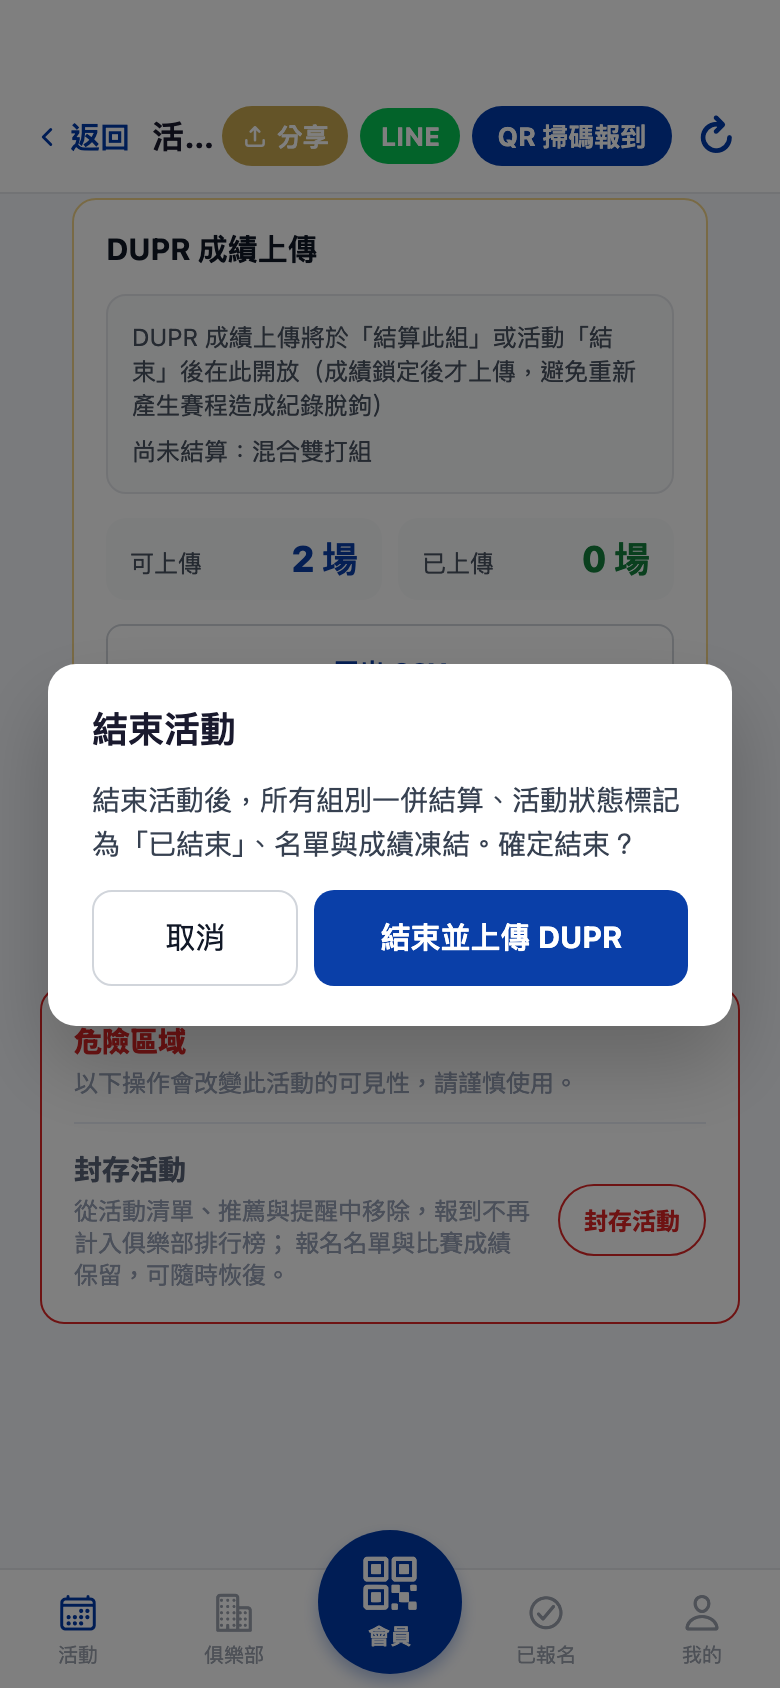 返回 活... 分享 LINE QR 掃碼報到
DUPR 成績上傳
DUPR 成績上傳將於「結算此組」或活動「結
束」後在此開放（成績鎖定後才上傳，避免重新
產生賽程造成紀錄脫鉤）
尚未結算：混合雙打組
可上傳 2 場 已上傳 0 場
結束活動
結束活動後，所有組別一併結算、活動狀態標記
為「已結束」、名單與成績凍結。確定結束？
取消 結束並上傳 DUPR
危險區域
以下操作會改變此活動的可見性，請謹慎使用。
封存活動
從活動清單、推薦與提醒中移除，報到不再
計入俱樂部排行榜； 報名名單與比賽成績
保留，可隨時恢復。
封存活動
活動 俱樂部 會員 已報名 我的